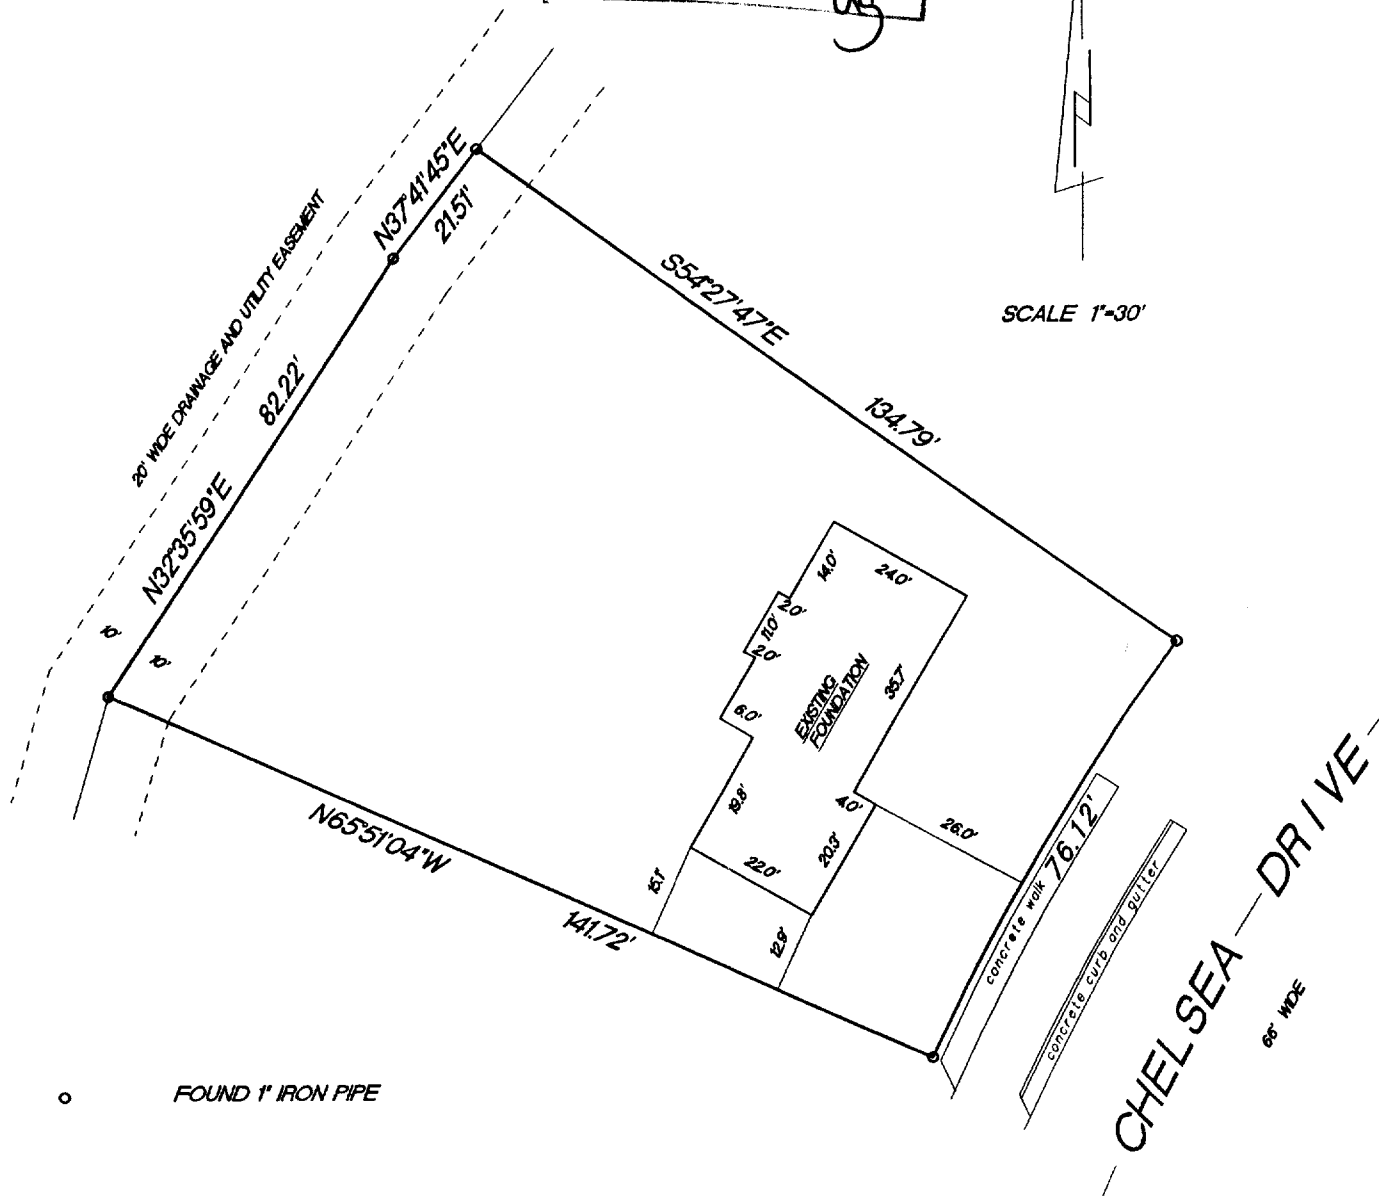 N37°41'45"E
21.51'
20' WIDE DRAINAGE AND UTILITY EASEMENT
82.22'
N32°35'59"E
10'
10'
S54°27'47"E
134.79'
SCALE 1"=30'
14.0'
24.0'
2.0'
11.0'
2.0'
6.0'
EXISTING
FOUNDATION
35.7'
19.8'
4.0'
20.3'
26.0'
22.0'
15.1'
12.9'
N65°51'04"W
141.72'
concrete walk
76.12'
concrete curb and gutter
CHELSEA DRIVE
66' WIDE
FOUND 1" IRON PIPE